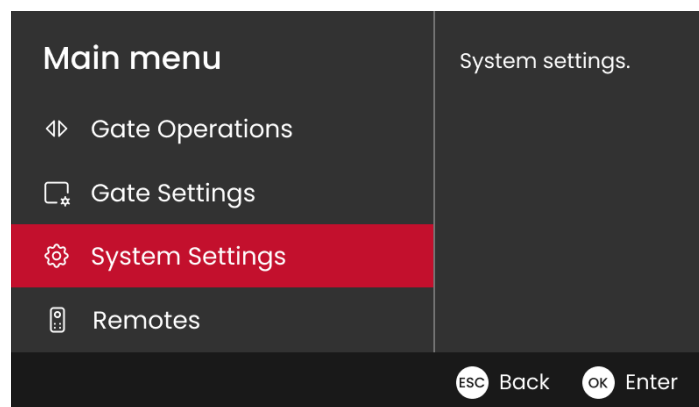 Main menu
System settings.
Gate Operations
Gate Settings
System Settings
Remotes
ESC Back OK Enter